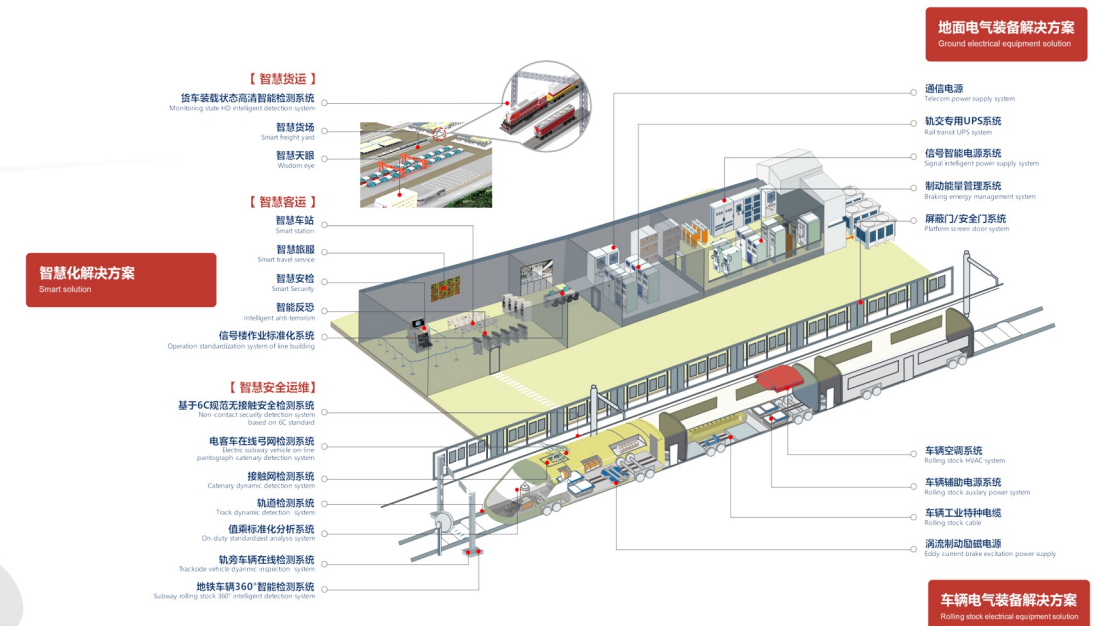 地面电气装备解决方案
Ground electrical equipment solution
【 智慧货运 】
货车装载状态高清智能检测系统
Monitoring state HD intelligent detection system
智慧货场
Smart freight yard
智慧天眼
Wisdom eye
【 智慧客运 】
智慧车站
Smart station
智慧旅服
Smart travel service
智慧安检
Smart Security
智能反恐
Intelligent anti-terrorism
信号楼作业标准化系统
Operation standardization system of line building
智慧化解决方案
Smart solution
【 智慧安全运维】
基于6C规范无接触安全检测系统
Non-contact security detection system
based on 6C standard
电客车在线弓网检测系统
Electric subway vehicle on-line
pantograph-catenary detection system
接触网检测系统
Catenary dynamic detection system
轨道检测系统
Track dynamic detection system
值乘标准化分析系统
On-duty standardized analysis system
轨旁车辆在线检测系统
Trackside vehicle dyanmic inspection system
地铁车辆360°智能检测系统
Subway rolling stock 360° intelligent detection system
通信电源
Telecom power supply system
轨交专用UPS系统
Rail transit UPS system
信号智能电源系统
Signal intelligent power supply system
制动能量管理系统
Braking emergy management system
屏蔽门/安全门系统
Platform screen door system
车辆空调系统
Rolling stock HVAC system
车辆辅助电源系统
Rolling stock auxlary power system
车辆工业特种电缆
Rolling stock cable
涡流制动励磁电源
Eddy current brake excitation power supply
车辆电气装备解决方案
Rolling stock electrical equipment solution